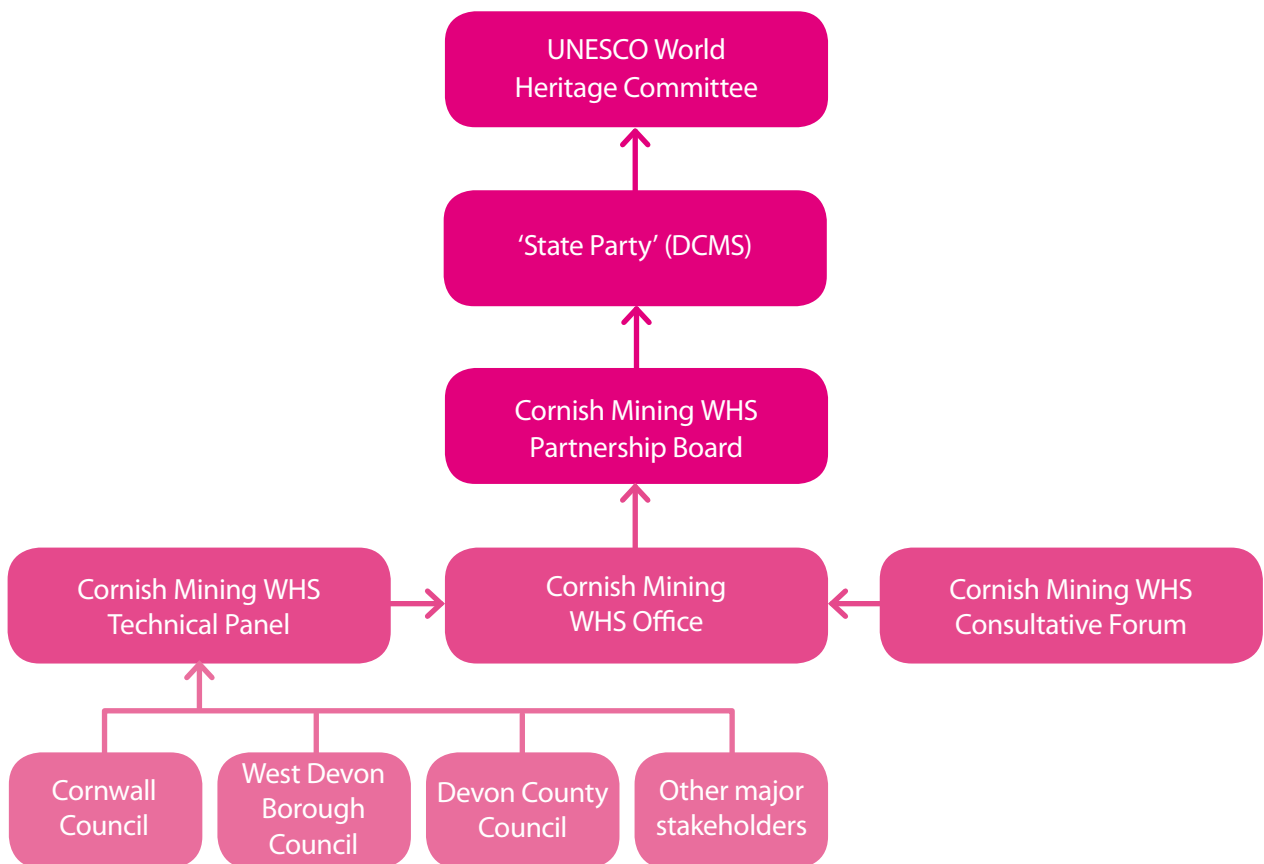 UNESCO World
Heritage Committee
‘State Party’ (DCMS)
Cornish Mining WHS
Partnership Board
Cornish Mining WHS
Technical Panel
Cornish Mining
WHS Office
Cornish Mining WHS
Consultative Forum
Cornwall
Council
West Devon
Borough
Council
Devon County
Council
Other major
stakeholders